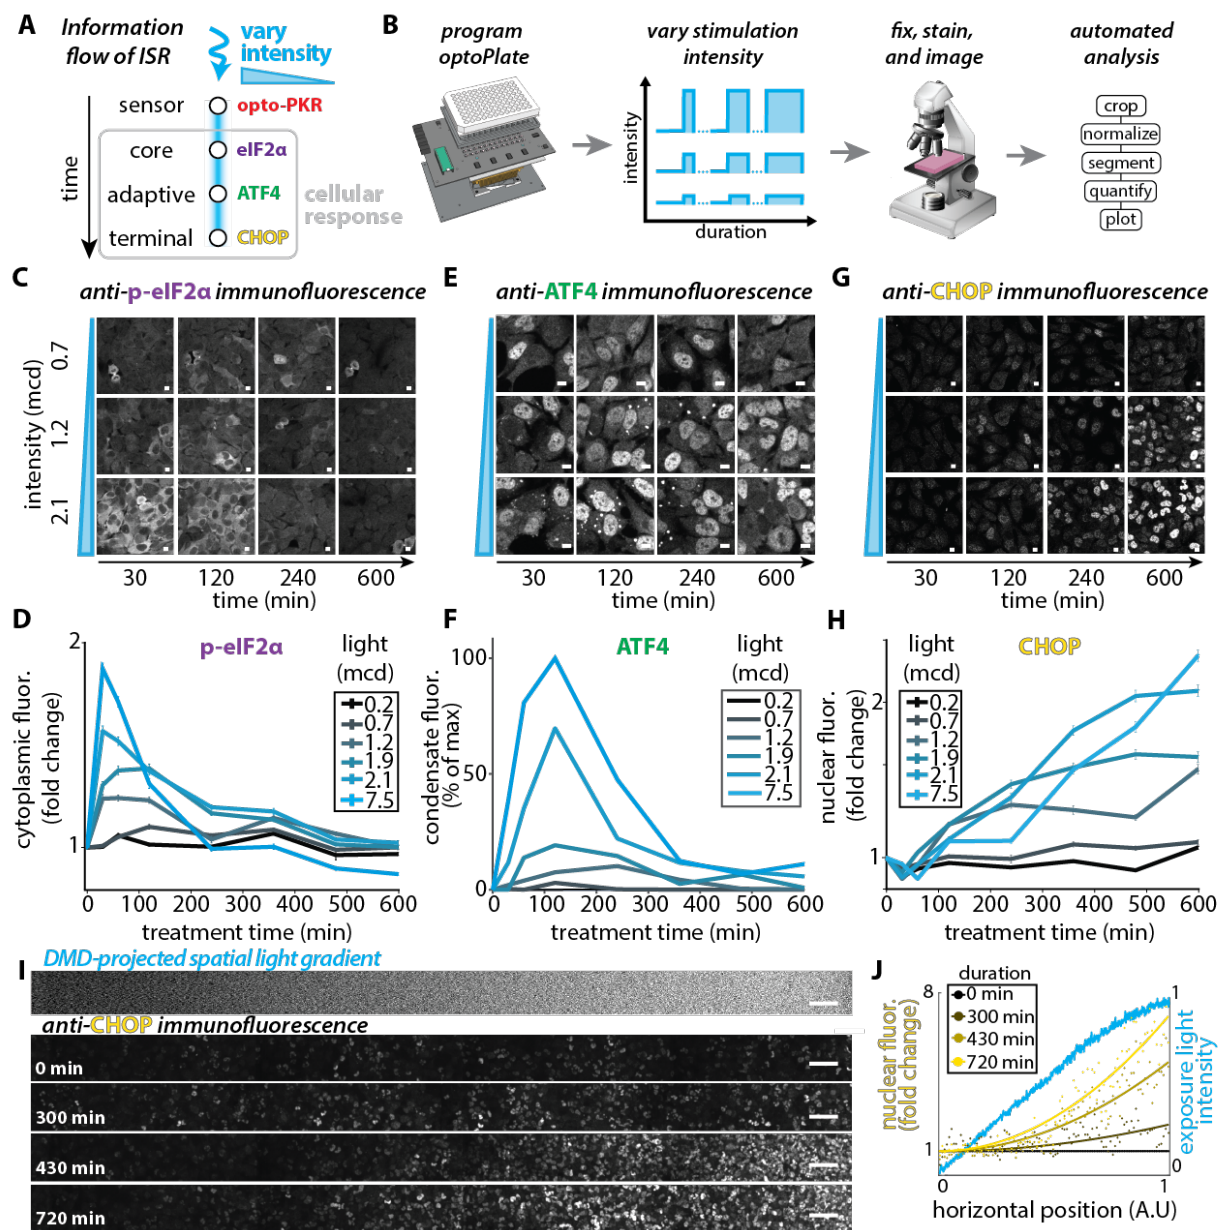 A
Information
flow of ISR
vary
intensity
time
sensor
opto-PKR
core
eIF2α
adaptive
ATF4
terminal
CHOP
cellular
response
B
program
optoPlate
vary stimulation
intensity
intensity
duration
fix, stain,
and image
automated
analysis
crop
normalize
segment
quantify
plot
C
anti-p-eIF2α immunofluorescence
intensity (mcd)
0.7
1.2
2.1
30 120 240 600
time (min)
E
anti-ATF4 immunofluorescence
30 120 240 600
time (min)
G
anti-CHOP immunofluorescence
30 120 240 600
time (min)
D
p-eIF2α
cytoplasmic fluor.
(fold change)
2
1
light
(mcd)
0.2
0.7
1.2
1.9
2.1
7.5
0 100 200 300 400 500 600
treatment time (min)
F
ATF4
condensate fluor.
(% of max)
100
50
0
light
(mcd)
0.2
0.7
1.2
1.9
2.1
7.5
0 100 200 300 400 500 600
treatment time (min)
H
CHOP
nuclear fluor.
(fold change)
2
1
light
(mcd)
0.2
0.7
1.2
1.9
2.1
7.5
0 100 200 300 400 500 600
treatment time (min)
I
DMD-projected spatial light gradient
anti-CHOP immunofluorescence
0 min
300 min
430 min
720 min
J
nuclear fluor.
(fold change)
8
1
duration
0 min
300 min
430 min
720 min
1
0
exposure light
intensity
0 1
horizontal position (A.U)